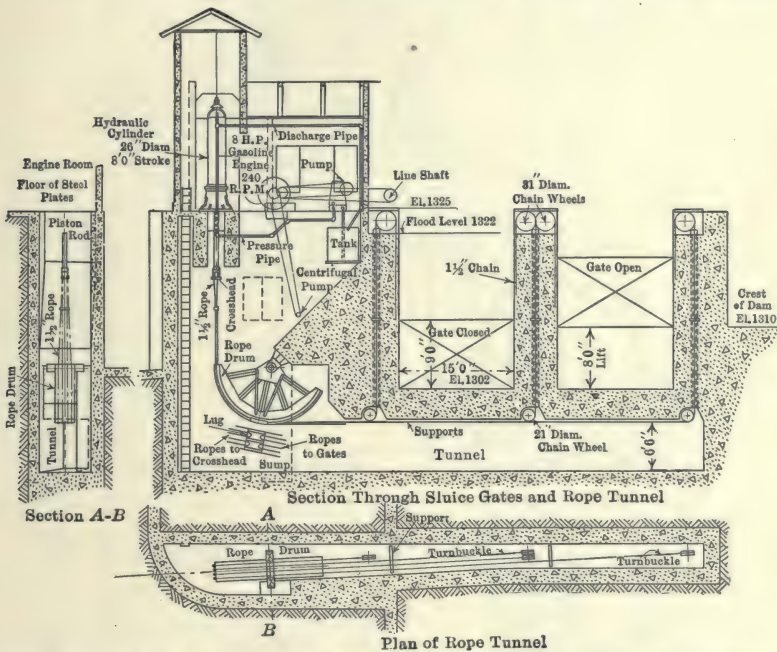 Hydraulic
Cylinder
26" Diam
8'0" Stroke
Engine Room
Floor of Steel
Plates
Piston
Rod
1½ Rope
Rope Drum
Tunnel
Section A-B
8 H.P.
Gasoline
Engine
240
R.P.M.
Discharge Pipe
Pump
Line Shaft
El.1325
Flood Level 1322
31" Diam.
Chain Wheels
Pressure
Pipe
Tank
Centrifugal
Pump
1½" Rope
Crosshead
1½" Chain
Gate Open
Gate Closed
9'0"
15'0"
El.1302
8'0"
Lift
Crest
of Dam
El.1310
Rope
Drum
Lug
Ropes to
Crosshead
Ropes
to Gates
Sump
Supports
21" Diam.
Chain Wheel
Tunnel
6'6"
Section Through Sluice Gates and Rope Tunnel
A
Support
Rope Drum
Turnbuckle
Turnbuckle
B
Plan of Rope Tunnel